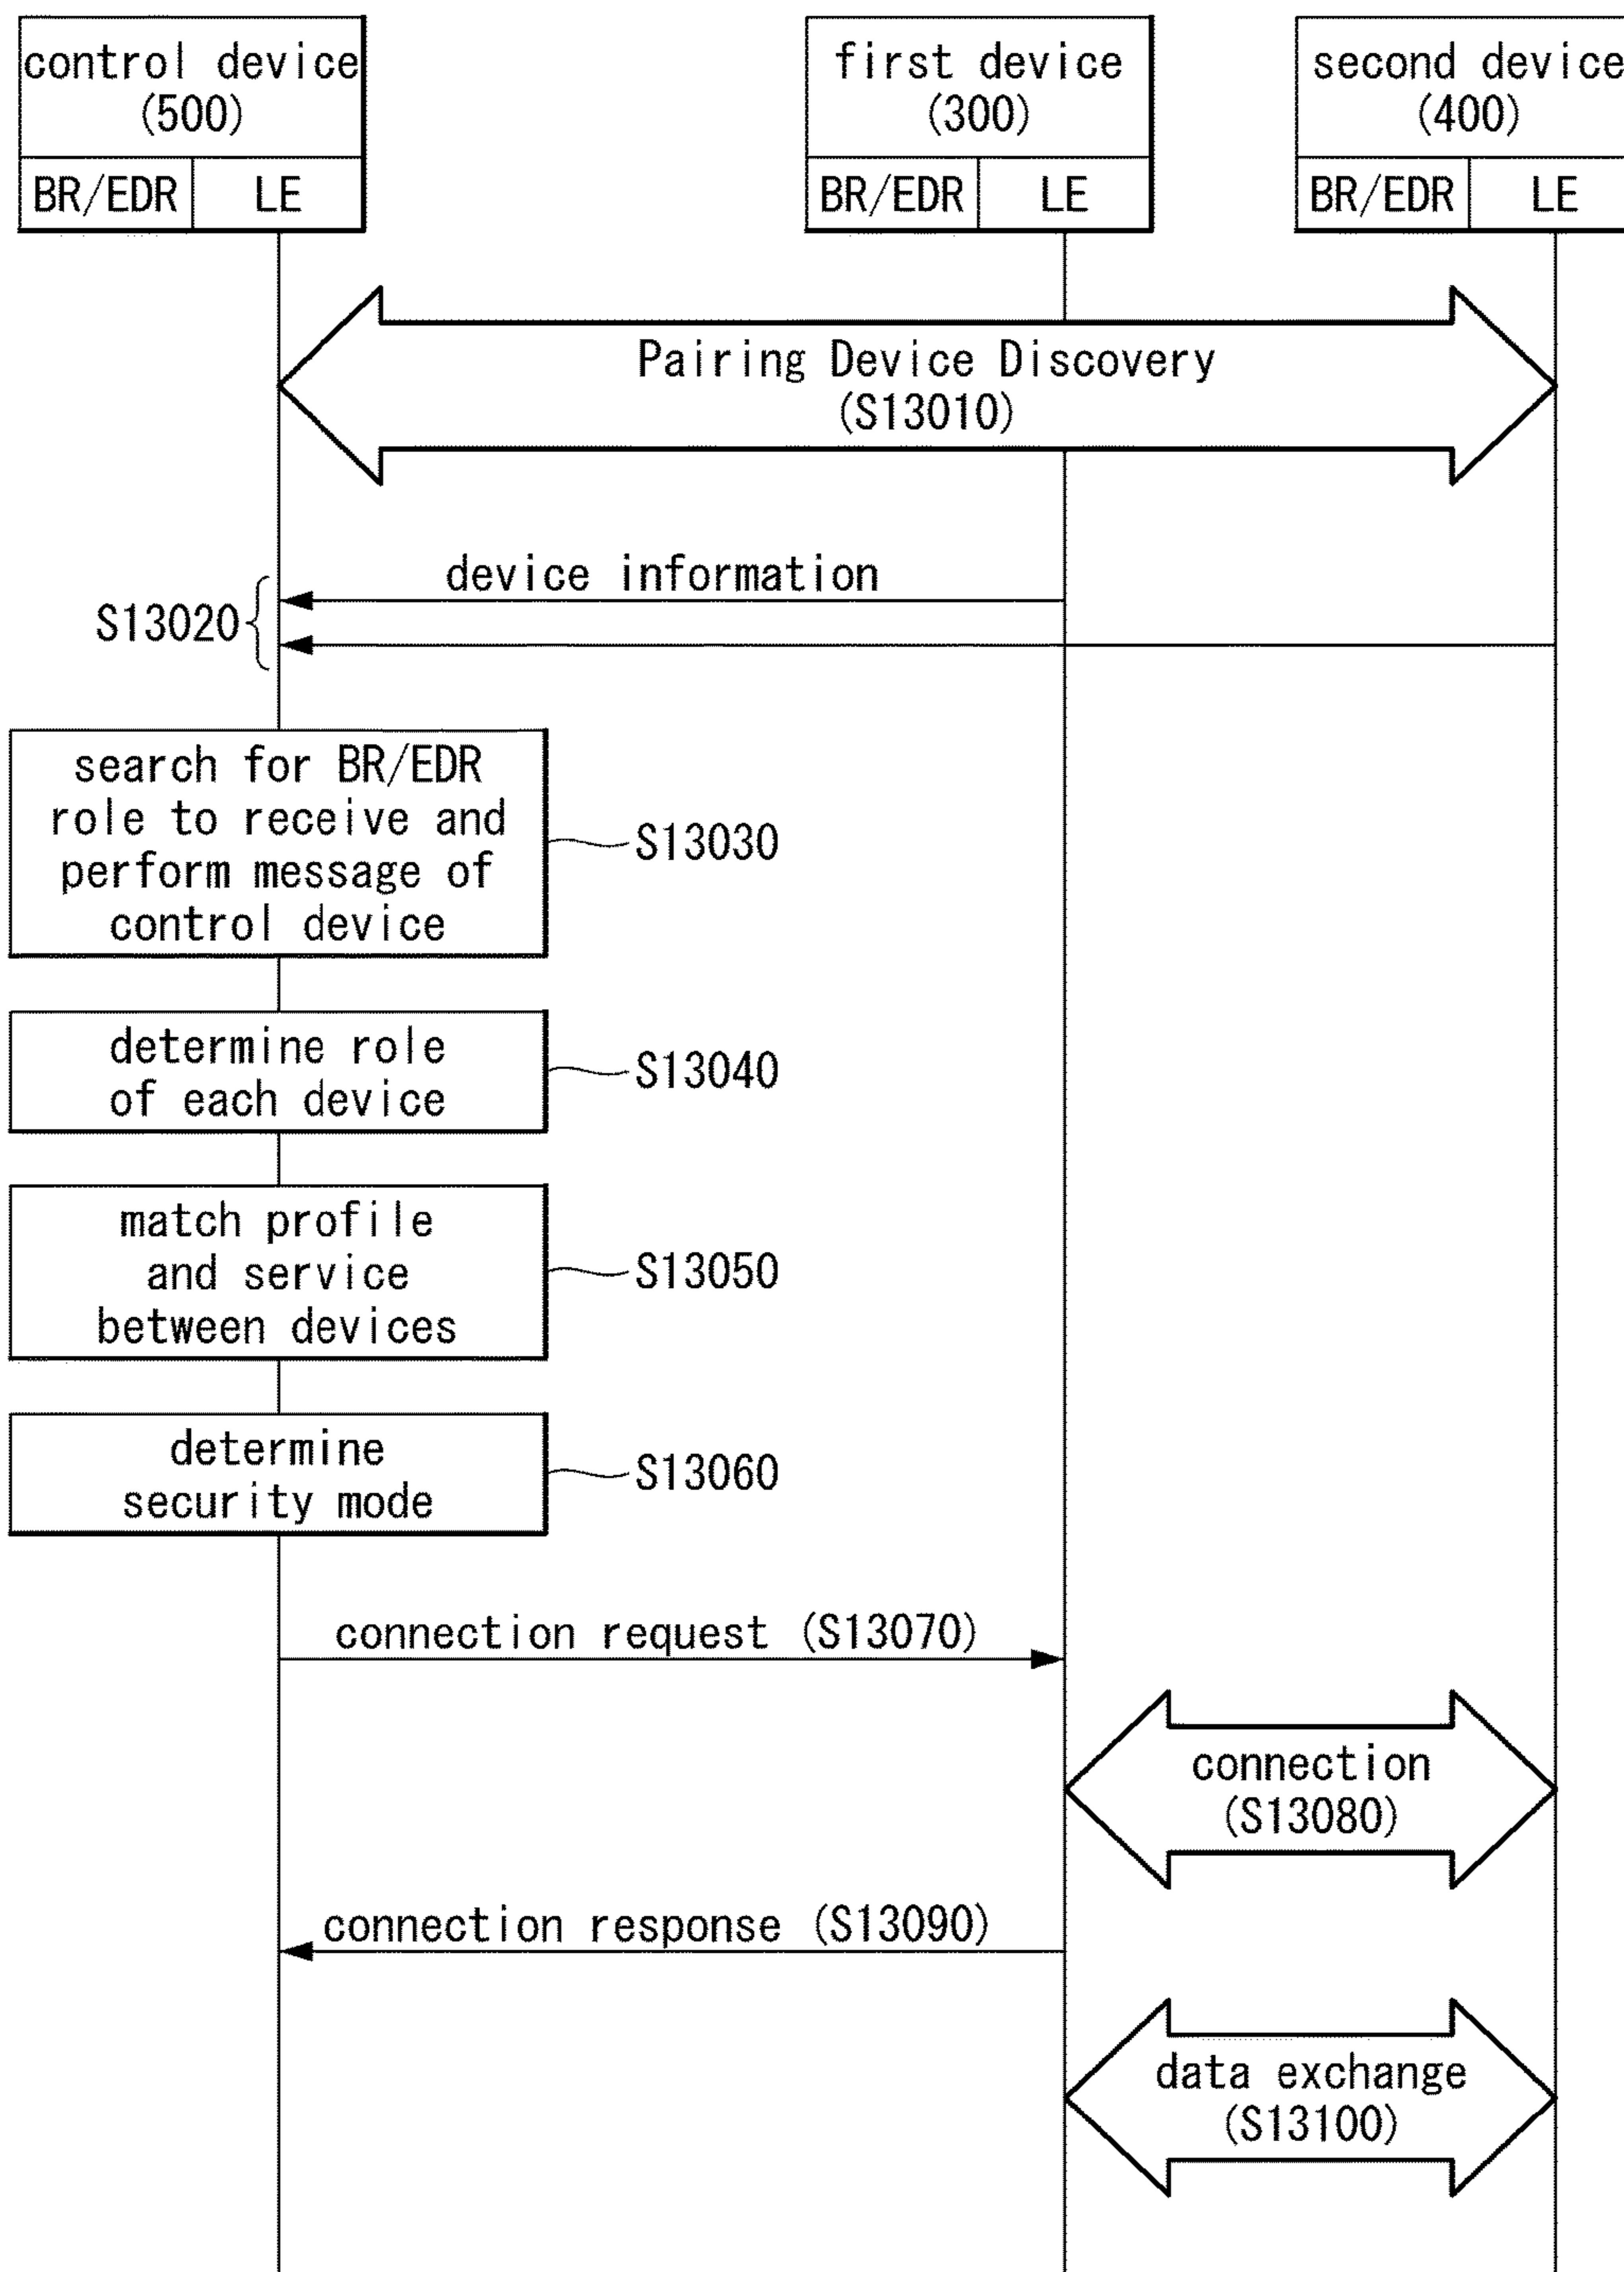 control device
(500)
BR/EDR LE
first device
(300)
BR/EDR LE
second device
(400)
BR/EDR LE
Pairing Device Discovery
(S13010)
device information
S13020
search for BR/EDR
role to receive and
perform message of
control device
S13030
determine role
of each device
S13040
match profile
and service
between devices
S13050
determine
security mode
S13060
connection request (S13070)
connection
(S13080)
connection response (S13090)
data exchange
(S13100)